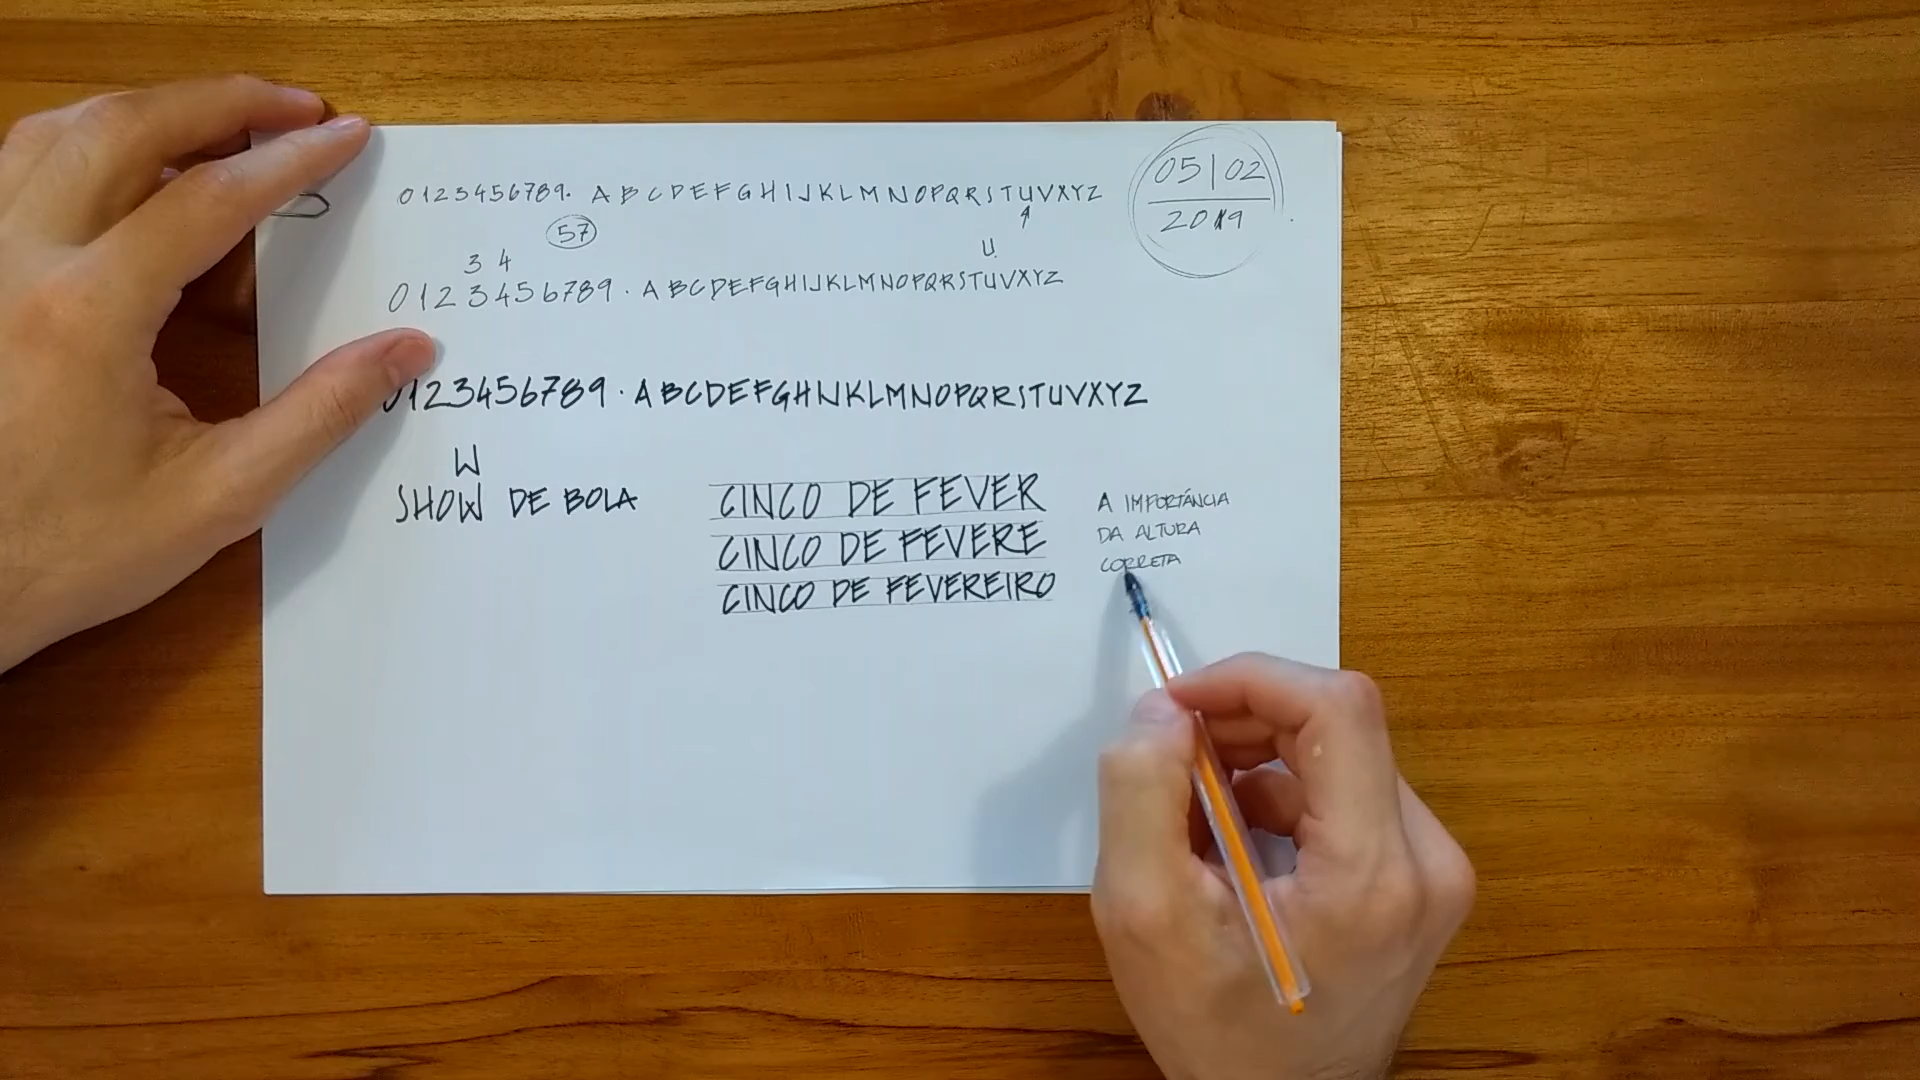 0123456789. ABCDEFGHIJKLMNOPQRSTUVXYZ
05|02
2019
57
U.
3 4
0123456789. ABCDEFGHIJKLMNOPQRSTUVXYZ
0123456789. ABCDEFGHIJKLMNOPQRSTUVXYZ
W
SHOW DE BOLA
CINCO DE FEVER
CINCO DE FEVERE
CINCO DE FEVEREIRO
A IMPORTÂNCIA
DA ALTURA
CORRETA